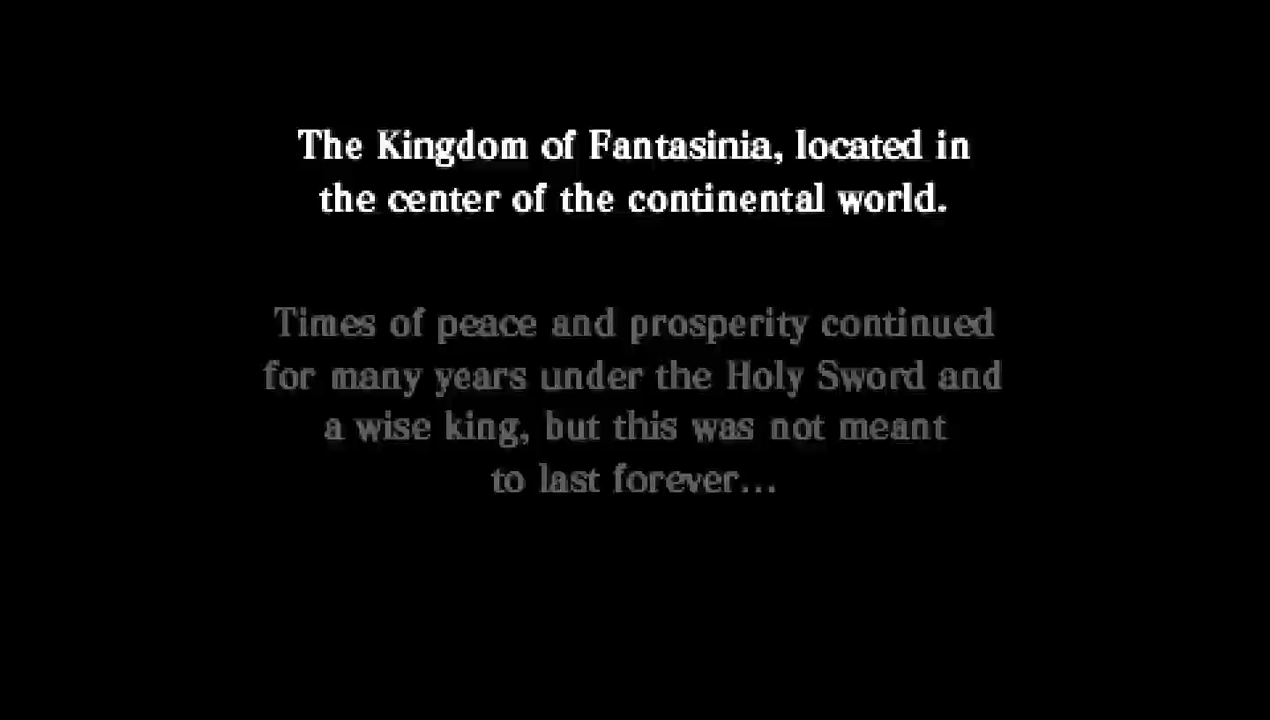 The Kingdom of Fantasinia, located in
the center of the continental world.
Times of peace and prosperity continued
for many years under the Holy Sword and
a wise king, but this was not meant
to last forever...